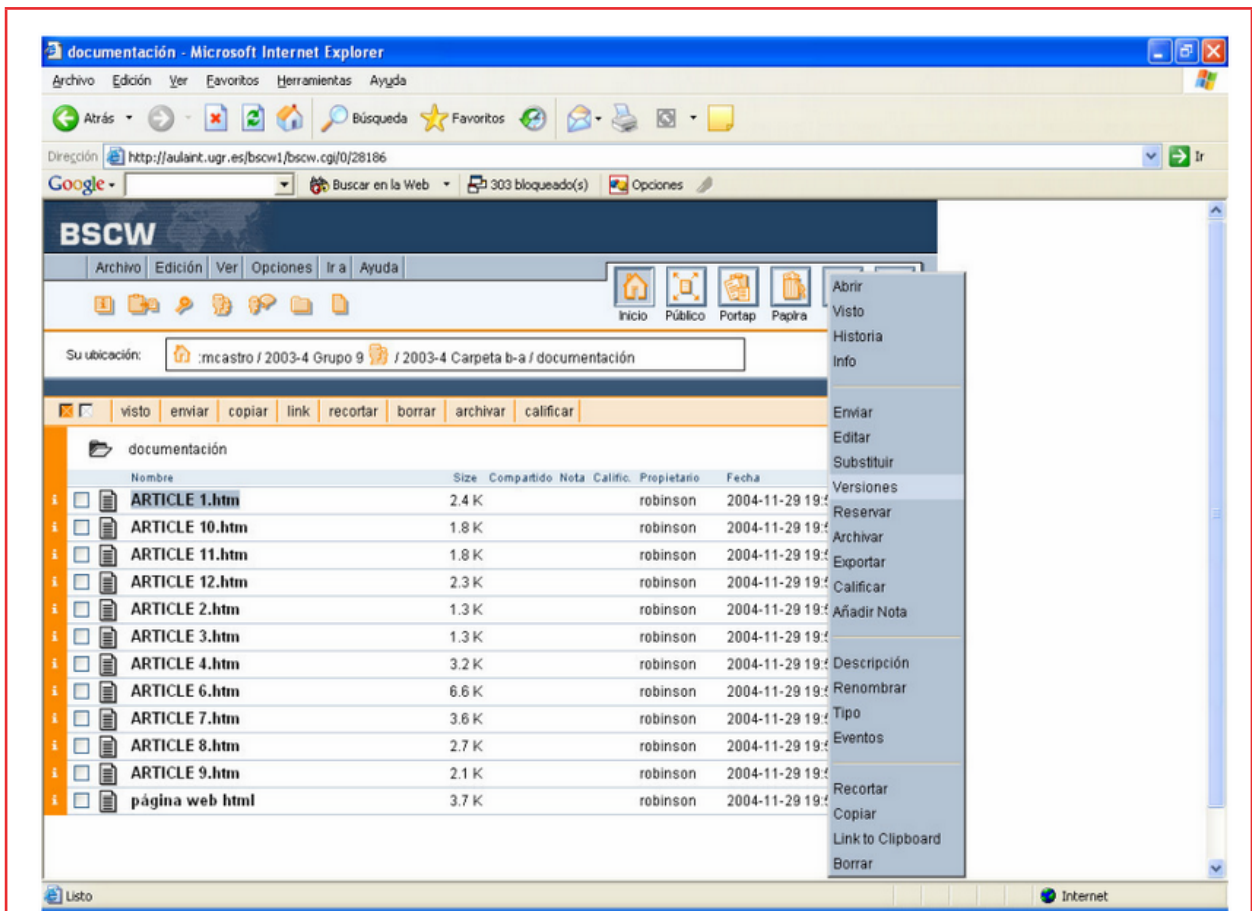 documentación - Microsoft Internet Explorer
Archivo Edición Ver Favoritos Herramientas Ayuda
Atrás Búsqueda Favoritos
Dirección http://aulaint.ugr.es/bscw1/bscw.cgi/0/28186 Ir
Google Buscar en la Web 303 bloqueado(s) Opciones
BSCW
Archivo Edición Ver Opciones Ir a Ayuda
Inicio Público Portap Paplra
Su ubicación: :mcastro / 2003-4 Grupo 9 / 2003-4 Carpeta b-a / documentación
visto enviar copiar link recortar borrar archivar calificar
documentación
Nombre Size Compartido Nota Califíc. Propietario Fecha
ARTICLE 1.htm 2.4 K robinson 2004-11-29
ARTICLE 10.htm 1.8 K robinson 2004-11-29
ARTICLE 11.htm 1.8 K robinson 2004-11-29
ARTICLE 12.htm 2.3 K robinson 2004-11-29
ARTICLE 2.htm 1.3 K robinson 2004-11-29
ARTICLE 3.htm 1.3 K robinson 2004-11-29
ARTICLE 4.htm 3.2 K robinson 2004-11-29
ARTICLE 6.htm 6.6 K robinson 2004-11-29
ARTICLE 7.htm 3.6 K robinson 2004-11-29
ARTICLE 8.htm 2.7 K robinson 2004-11-29
ARTICLE 9.htm 2.1 K robinson 2004-11-29
página web html 3.7 K robinson 2004-11-29
Abrir
Visto
Historia
Info
Enviar
Editar
Substituir
Versiones
Reservar
Archivar
Exportar
Calificar
Añadir Nota
Descripción
Renombrar
Tipo
Eventos
Recortar
Copiar
Link to Clipboard
Borrar
Listo Internet